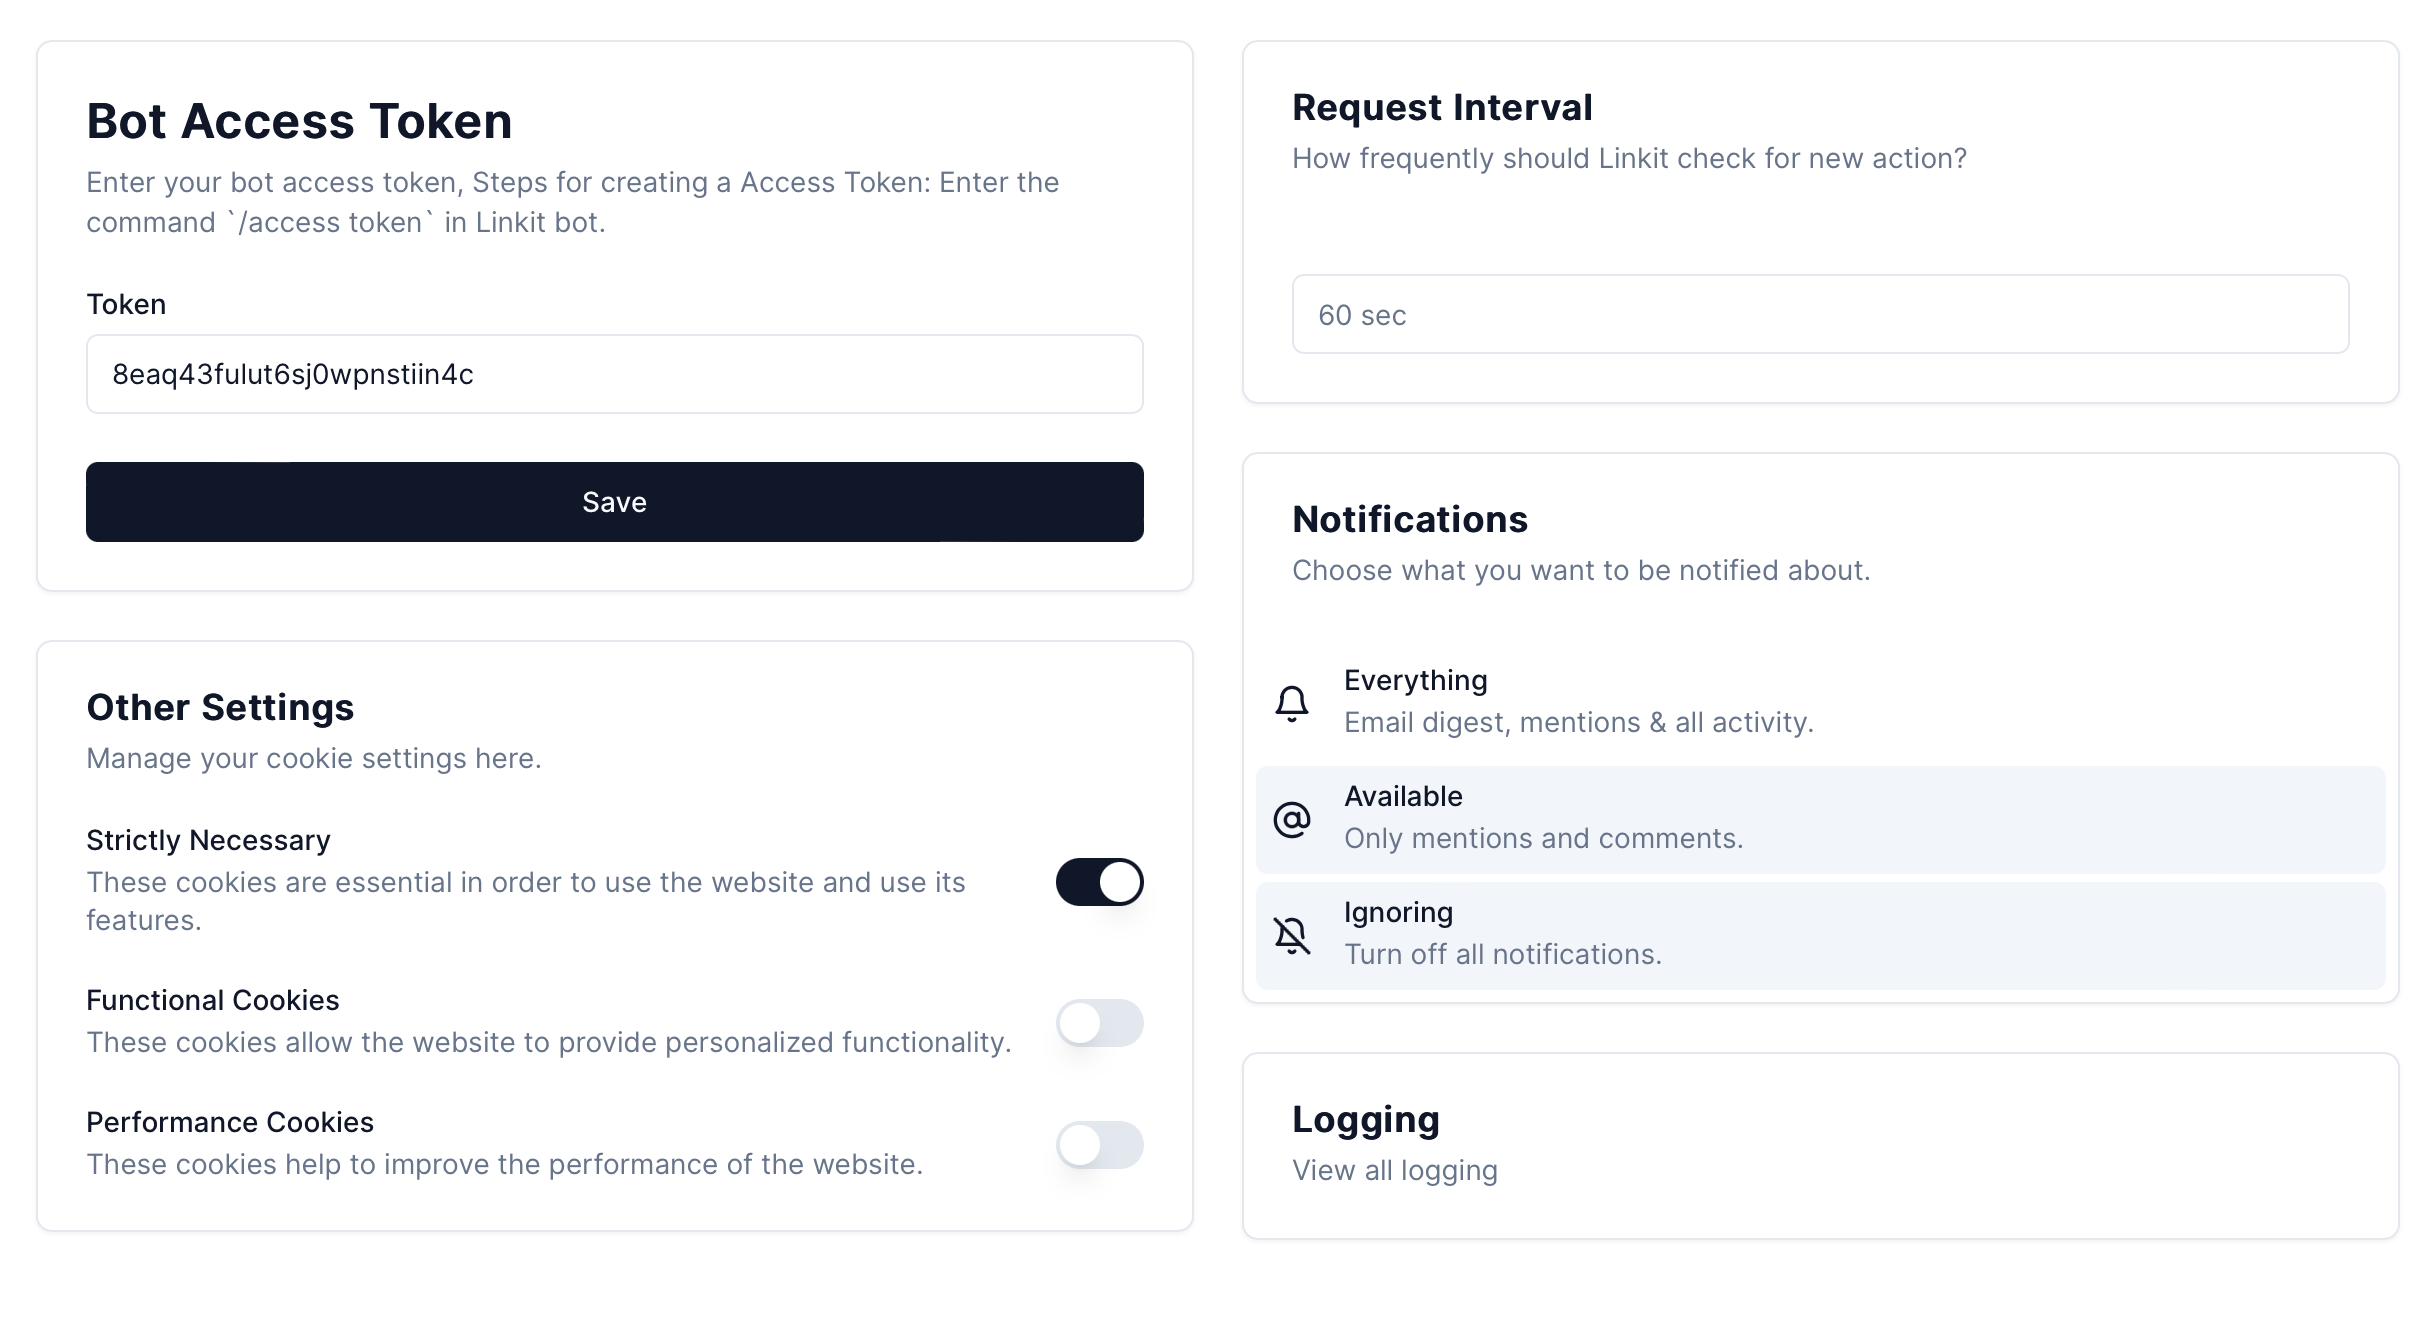 Bot Access Token
Enter your bot access token, Steps for creating a Access Token: Enter the
command `/access token` in Linkit bot.
Token
8eaq43fulut6sj0wpnstiin4c
Save
Other Settings
Manage your cookie settings here.
Strictly Necessary
These cookies are essential in order to use the website and use its
features.
Functional Cookies
These cookies allow the website to provide personalized functionality.
Performance Cookies
These cookies help to improve the performance of the website.
Request Interval
How frequently should Linkit check for new action?
60 sec
Notifications
Choose what you want to be notified about.
Everything
Email digest, mentions & all activity.
Available
Only mentions and comments.
Ignoring
Turn off all notifications.
Logging
View all logging